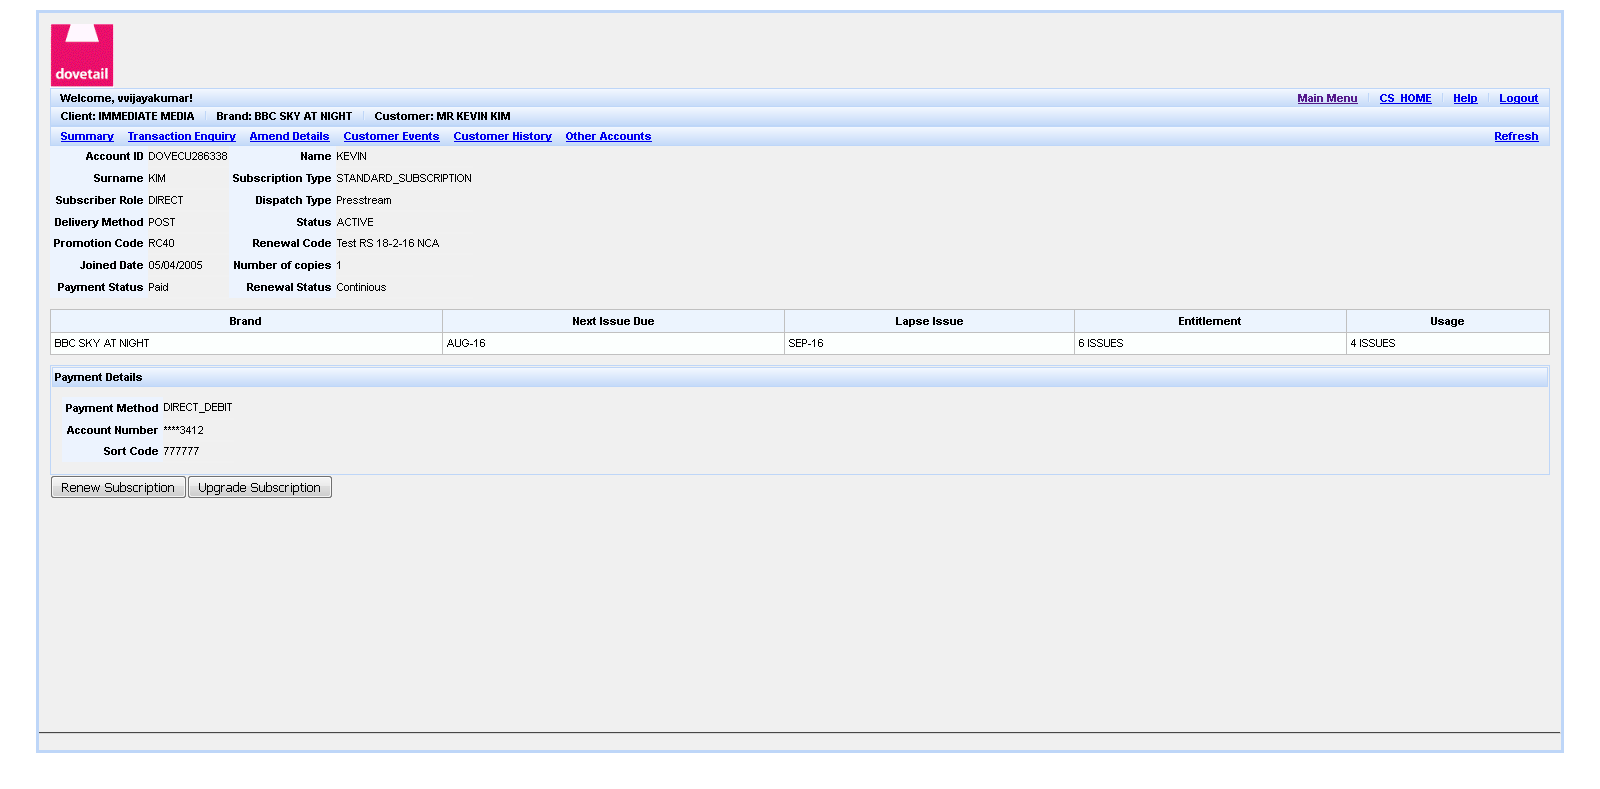 dovetail
Welcome, vvijayakumar! Main Menu CS_HOME Help Logout
Client: IMMEDIATE MEDIA Brand: BBC SKY AT NIGHT Customer: MR KEVIN KIM
Summary Transaction Enquiry Amend Details Customer Events Customer History Other Accounts Refresh
Account ID DOVECU286338 Name KEVIN
Surname KIM Subscription Type STANDARD_SUBSCRIPTION
Subscriber Role DIRECT Dispatch Type Presstream
Delivery Method POST Status ACTIVE
Promotion Code RC40 Renewal Code Test RS 18-2-16 NCA
Joined Date 05/04/2005 Number of copies 1
Payment Status Paid Renewal Status Continious
Brand Next Issue Due Lapse Issue Entitlement Usage
BBC SKY AT NIGHT AUG-16 SEP-16 6 ISSUES 4 ISSUES
Payment Details
Payment Method DIRECT_DEBIT
Account Number ****3412
Sort Code 777777
Renew Subscription Upgrade Subscription